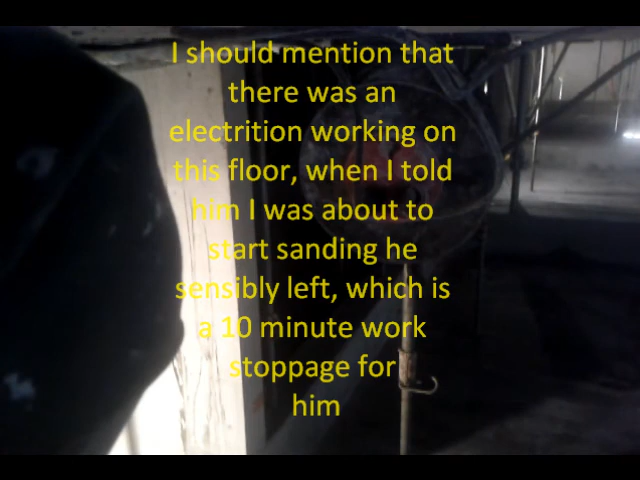 I should mention that
there was an
electrition working on
this floor, when I told
him I was about to
start sanding he
sensibly left, which is
a 10 minute work
stoppage for
him